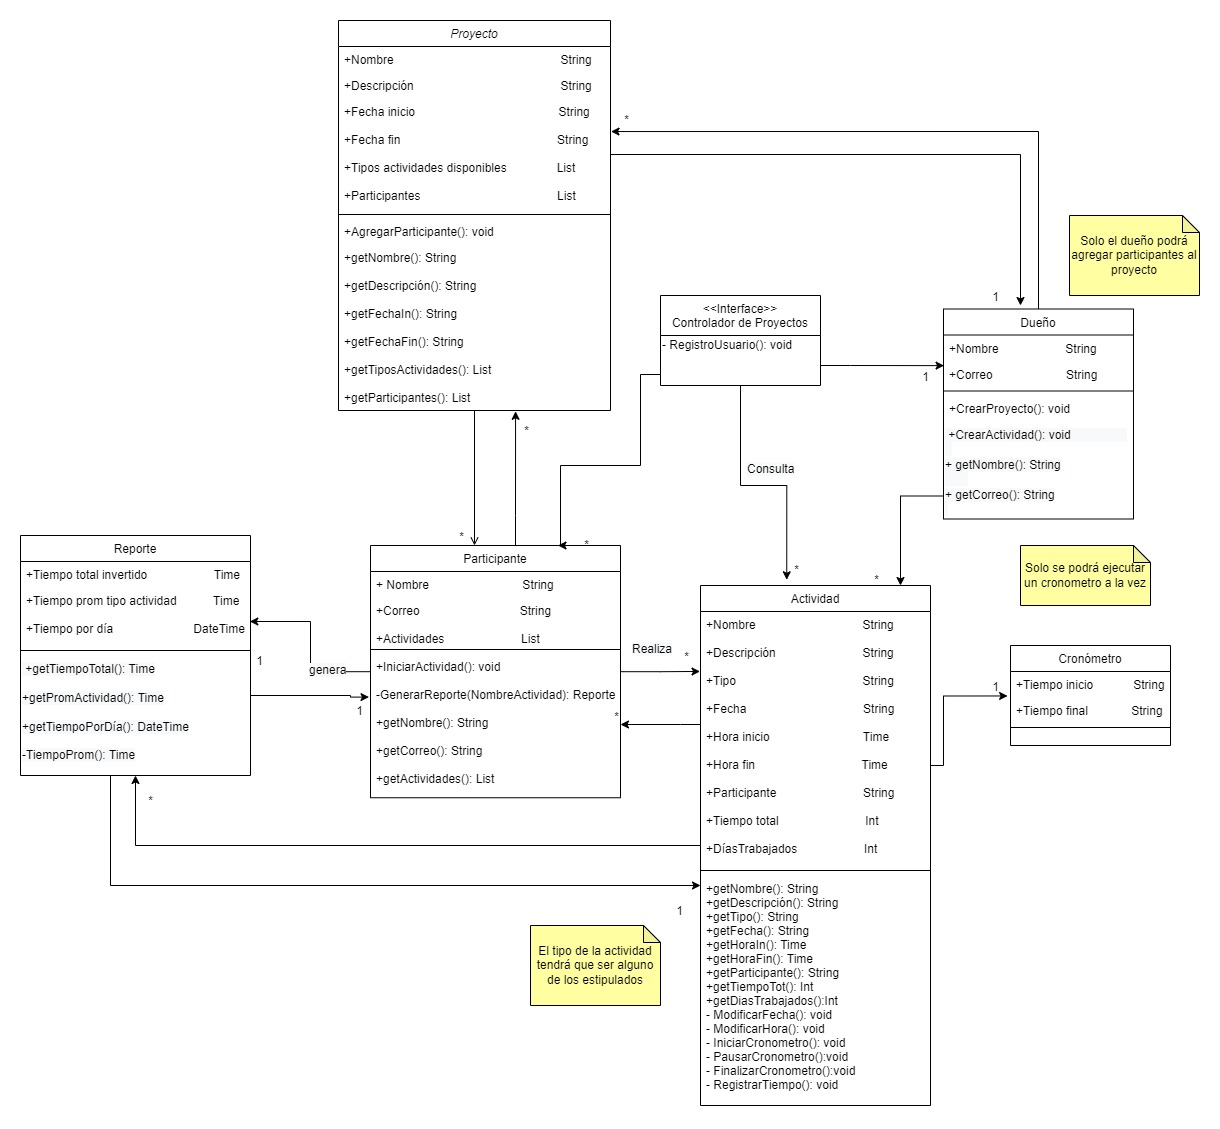 Proyecto
+Nombre String
+Descripción String
+Fecha inicio String
+Fecha fin String
+Tipos actividades disponibles List
+Participantes List
+AgregarParticipante(): void
+getNombre(): String
+getDescripción(): String
+getFechaIn(): String
+getFechaFin(): String
+getTiposActividades(): List
+getParticipantes(): List
*
1
Solo el dueño podrá
agregar participantes al
proyecto
<<Interface>>
Controlador de Proyectos
- RegistroUsuario(): void
1
Dueño
+Nombre String
+Correo String
+CrearProyecto(): void
+CrearActividad(): void
+ getNombre(): String
+ getCorreo(): String
*
Consulta
*
*
*
*
Reporte
+Tiempo total invertido Time
+Tiempo prom tipo actividad Time
+Tiempo por día DateTime
+getTiempoTotal(): Time
+getPromActividad(): Time
+getTiempoPorDía(): DateTime
-TiempoProm(): Time
1
genera
1
*
Participante
+ Nombre String
+Correo String
+Actividades List
+IniciarActividad(): void
-GenerarReporte(NombreActividad): Reporte
+getNombre(): String
+getCorreo(): String
+getActividades(): List
Realiza
*
*
Solo se podrá ejecutar
un cronometro a la vez
Actividad
+Nombre String
+Descripción String
+Tipo String
+Fecha String
+Hora inicio Time
+Hora fin Time
+Participante String
+Tiempo total Int
+DíasTrabajados Int
+getNombre(): String
+getDescripción(): String
+getTipo(): String
+getFecha(): String
+getHoraIn(): Time
+getHoraFin(): Time
+getParticipante(): String
+getTiempoTot(): Int
+getDiasTrabajados():Int
- ModificarFecha(): void
- ModificarHora(): void
- IniciarCronometro(): void
- PausarCronometro():void
- FinalizarCronometro():void
- RegistrarTiempo(): void
1
Cronómetro
+Tiempo inicio String
+Tiempo final String
1
El tipo de la actividad
tendrá que ser alguno
de los estipulados